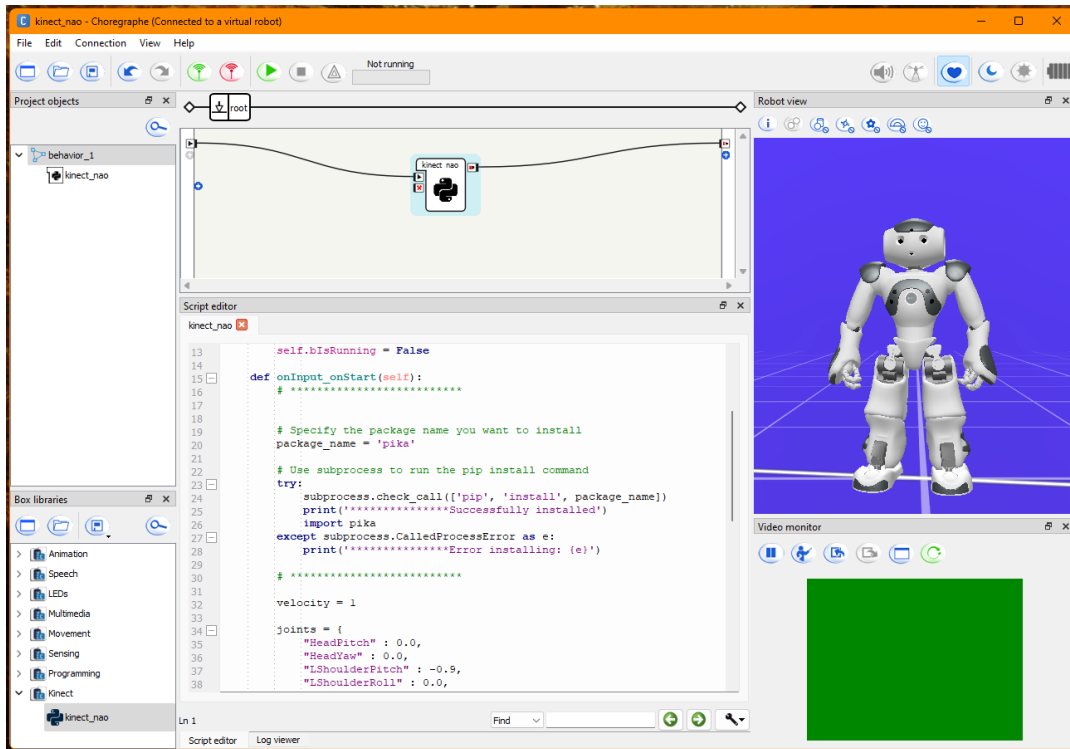 kinect_nao - Choregraphe (Connected to a virtual robot)
File Edit Connection View Help
Not running
Project objects
behavior_1
kinect_nao
root
kinect nao
Robot view
Script editor
kinect_nao
13 self.bIsRunning = False
14
15 def onInput_onStart(self):
16 # **************************
17
18
19 # Specify the package name you want to install
20 package_name = 'pika'
21
22 # Use subprocess to run the pip install command
23 try:
24 subprocess.check_call(['pip', 'install', package_name])
25 print('***************Successfully installed')
26 import pika
27 except subprocess.CalledProcessError as e:
28 print('***************Error installing: {e}')
29
30 # **************************
31
32 velocity = 1
33
34 joints = {
35 "HeadPitch" : 0.0,
36 "HeadYaw" : 0.0,
37 "LShoulderPitch" : -0.9,
38 "LShoulderRoll" : 0.0,
Ln 1
Find
Script editor Log viewer
Box libraries
Animation
Speech
LEDs
Multimedia
Movement
Sensing
Programming
Kinect
kinect_nao
Video monitor